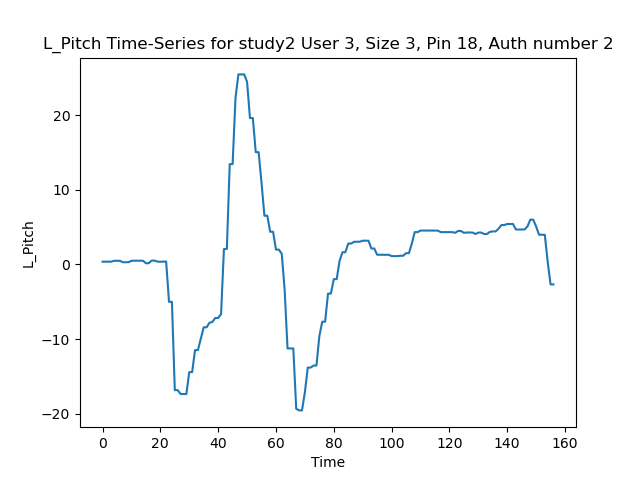 L_Pitch Time-Series for study2 User 3, Size 3, Pin 18, Auth number 2
20
10
0
−10
−20
L_Pitch
0 20 40 60 80 100 120 140 160
Time